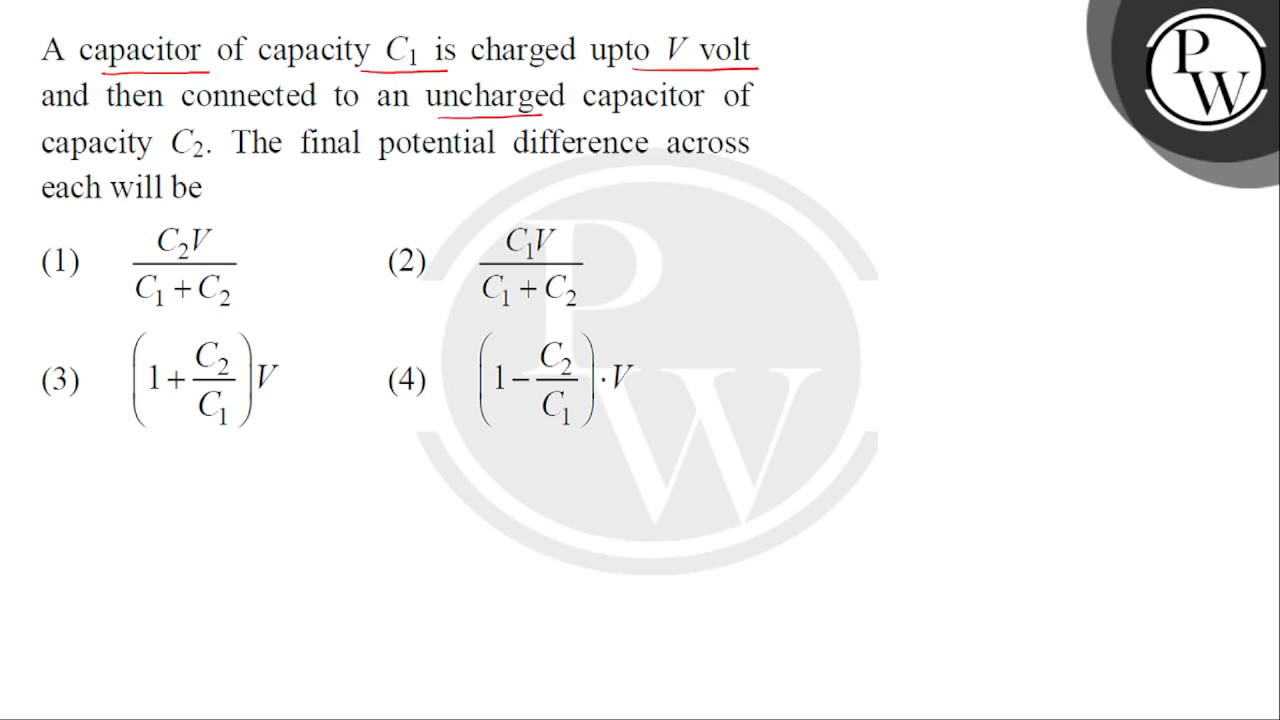 A capacitor of capacity C₁ is charged upto V volt
and then connected to an uncharged capacitor of
capacity C₂. The final potential difference across
each will be
(1) C₂V / (C₁ + C₂) (2) C₁V / (C₁ + C₂)
(3) (1 + C₂/C₁) V (4) (1 − C₂/C₁) · V
P
W
P
W